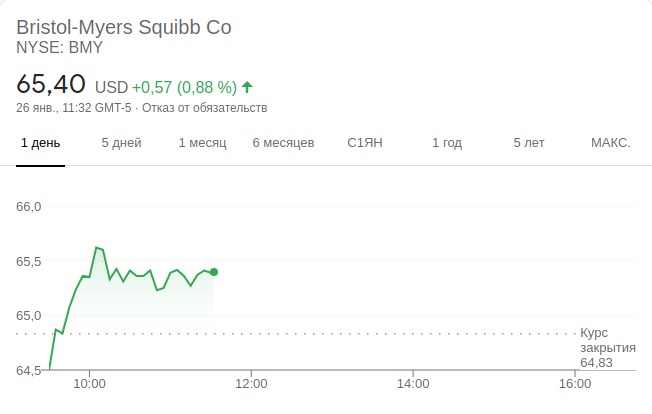 Bristol-Myers Squibb Co
NYSE: BMY
65,40 USD +0,57 (0,88 %)
26 янв., 11:32 GMT-5 · Отказ от обязательств
1 день 5 дней 1 месяц 6 месяцев С1ЯН 1 год 5 лет МАКС.
66,0
65,5
65,0
Курс
закрытия
64,83
64,5
10:00 12:00 14:00 16:00